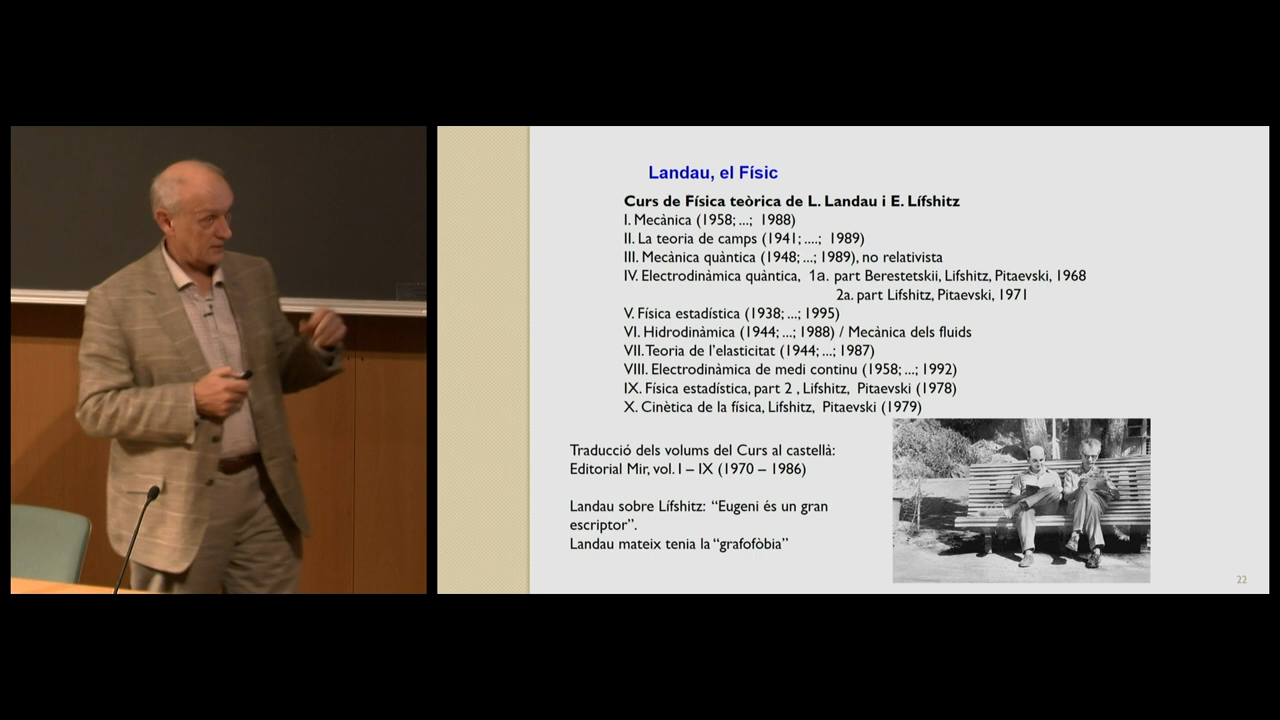 Landau, el Físic
Curs de Física teòrica de L. Landau i E. Lífshitz
I. Mecànica (1958; ...; 1988)
II. La teoria de camps (1941; ....; 1989)
III. Mecànica quàntica (1948; ...; 1989), no relativista
IV. Electrodinàmica quàntica, 1a. part Berestetskii, Lifshitz, Pitaevski, 1968
2a. part Lifshitz, Pitaevski, 1971
V. Física estadística (1938; ...; 1995)
VI. Hidrodinàmica (1944; ...; 1988) / Mecànica dels fluids
VII. Teoria de l'elasticitat (1944; ...; 1987)
VIII. Electrodinàmica de medi continu (1958; ...; 1992)
IX. Física estadística, part 2 , Lifshitz, Pitaevski (1978)
X. Cinètica de la física, Lifshitz, Pitaevski (1979)
Traducció dels volums del Curs al castellà:
Editorial Mir, vol. I – IX (1970 – 1986)
Landau sobre Lífshitz: “Eugeni és un gran
escriptor”.
Landau mateix tenia la “grafofòbia”
22